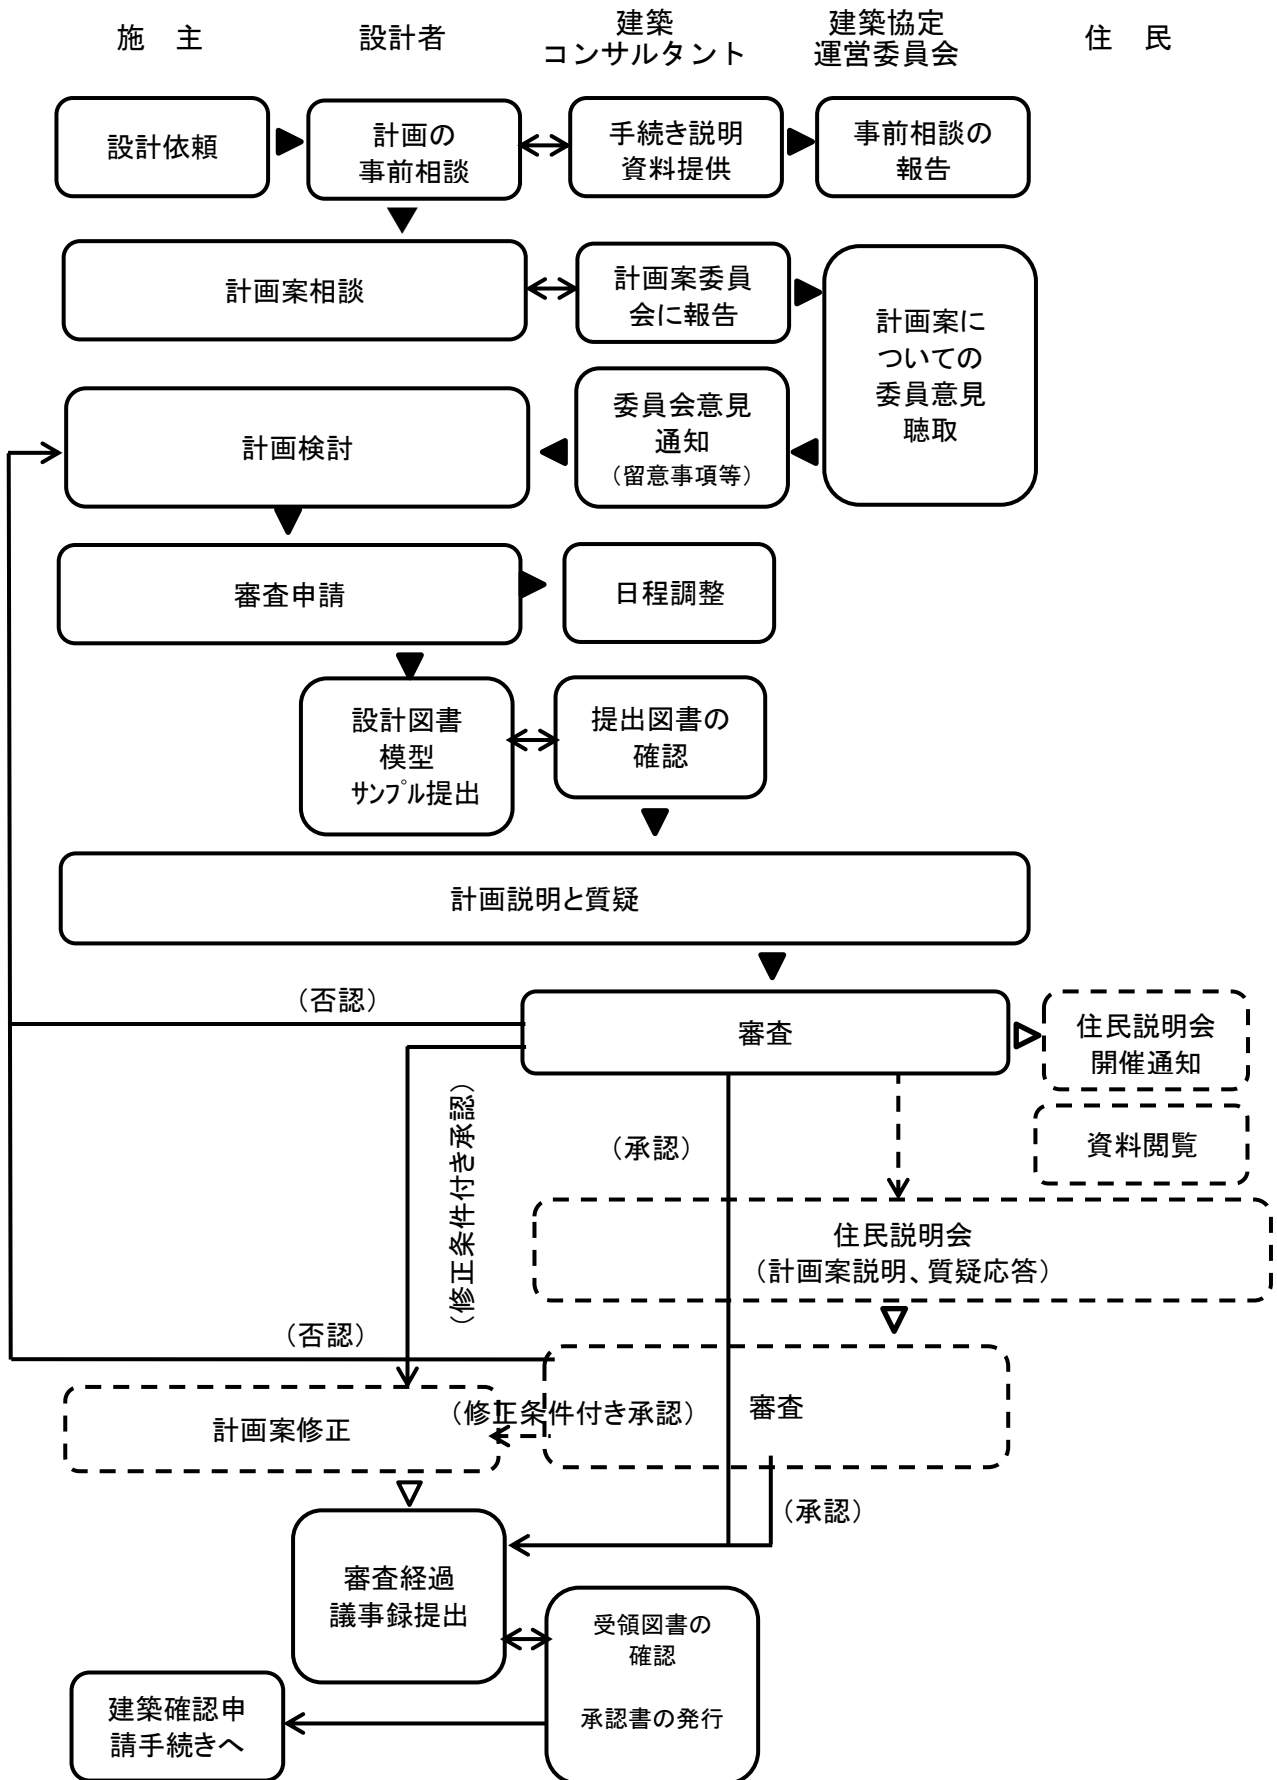 施　主
設計者
建築
コンサルタント
建築協定
運営委員会
住　民
設計依頼
計画の
事前相談
手続き説明
資料提供
事前相談の
報告
計画案相談
計画案委員
会に報告
計画案に
ついての
委員意見
聴取
計画検討
委員会意見
通知
（留意事項等）
審査申請
日程調整
設計図書
模型
ｻﾝﾌﾟﾙ提出
提出図書の
確認
計画説明と質疑
（否認）
審査
住民説明会
開催通知
（修正条件付き承認）
（承認）
資料閲覧
住民説明会
（計画案説明、質疑応答）
（否認）
計画案修正
（修正条件付き承認）
審査
（承認）
審査経過
議事録提出
受領図書の
確認
承認書の発行
建築確認申
請手続きへ